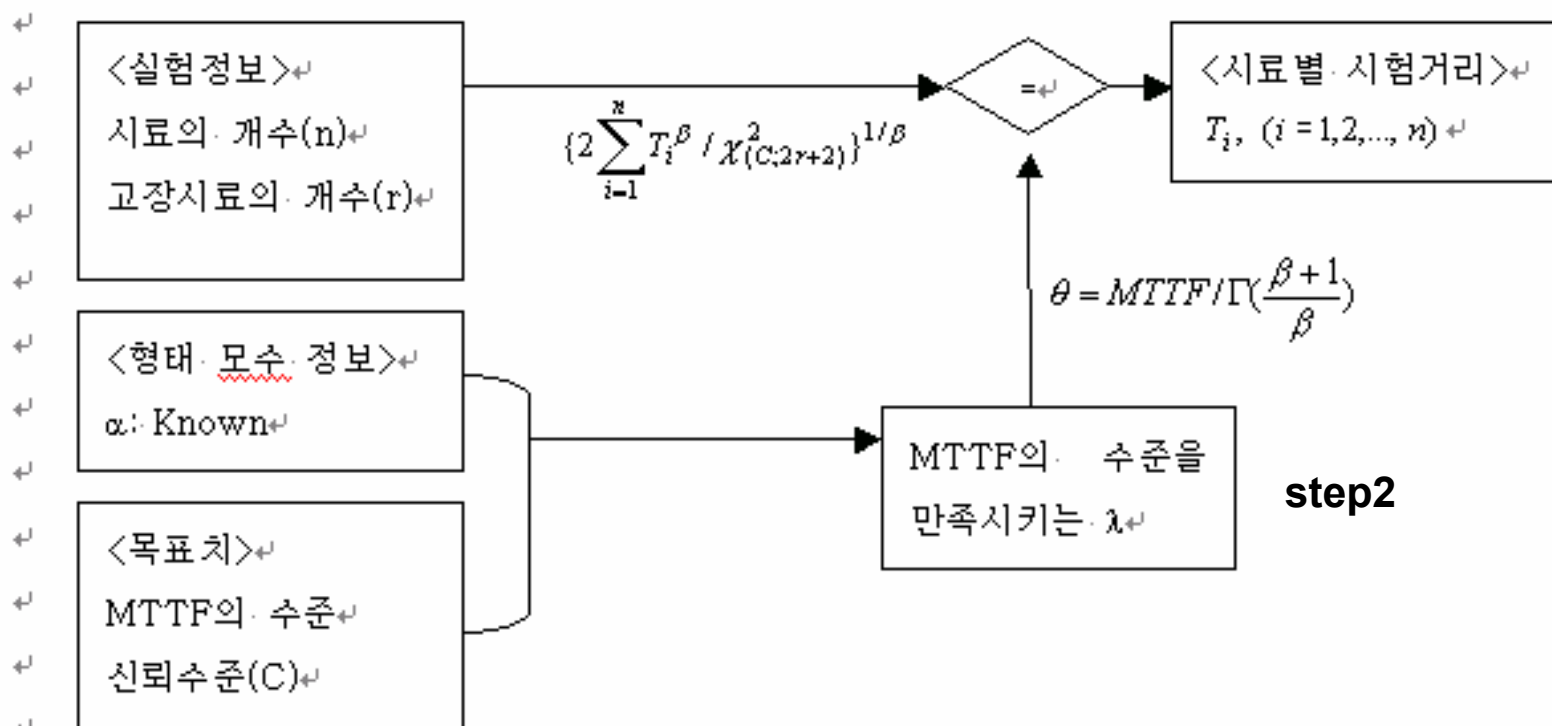 <실험정보>
시료의 개수(n)
고장시료의 개수(r)
{2∑_{i=1}^{n} T_i^β / χ²_{(C;2r+2)}}^{1/β}
=
<시료별 시험거리>
T_i, (i =1,2,..., n)
<형태 모수 정보>
α: Known
<목표치>
MTTF의 수준
신뢰수준(C)
θ = MTTF/Γ(\frac{β+1}{β})
MTTF의 수준을
만족시키는 λ
step2